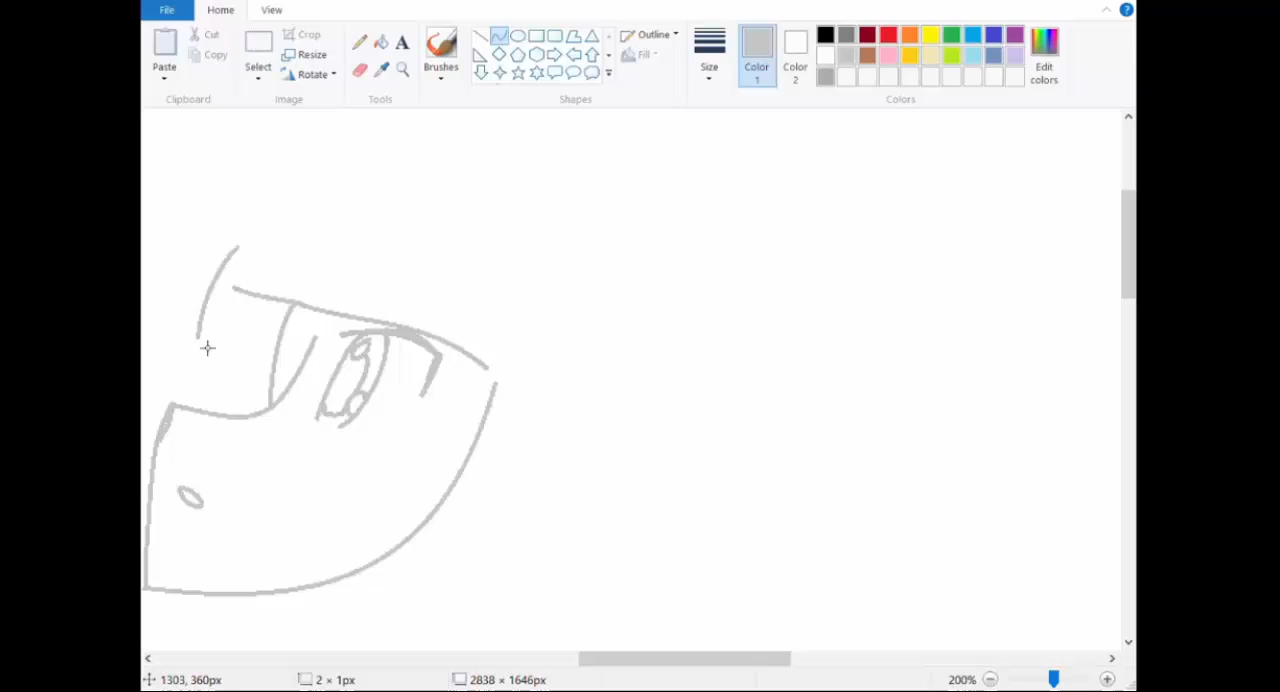 File Home View
Cut Crop Outline
Copy Resize Fill
Paste Select Rotate Brushes Size Color 1 Color 2 Edit colors
Clipboard Image Tools Shapes Colors
1303, 360px 2 × 1px 2838 × 1646px 200%